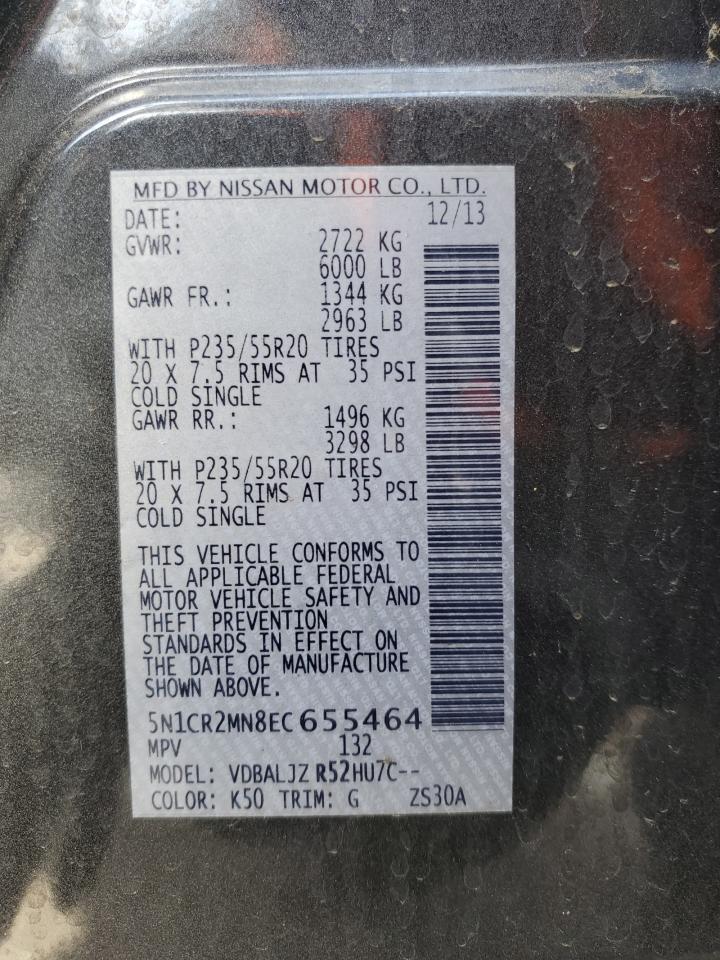 MFD BY NISSAN MOTOR CO., LTD.
DATE: 12/13
GVWR: 2722 KG
6000 LB
GAWR FR.: 1344 KG
2963 LB
WITH P235/55R20 TIRES
20 X 7.5 RIMS AT 35 PSI
COLD SINGLE
GAWR RR.: 1496 KG
3298 LB
WITH P235/55R20 TIRES
20 X 7.5 RIMS AT 35 PSI
COLD SINGLE
THIS VEHICLE CONFORMS TO
ALL APPLICABLE FEDERAL
MOTOR VEHICLE SAFETY AND
THEFT PREVENTION
STANDARDS IN EFFECT ON
THE DATE OF MANUFACTURE
SHOWN ABOVE.
5N1CR2MN8EC655464
MPV 132
MODEL: VDBALJZ R52HU7C--
COLOR: K50 TRIM: G ZS30A